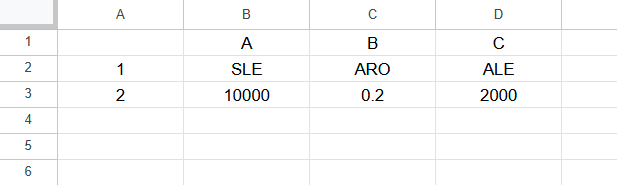 A B C D
1 A B C
2 1 SLE ARO ALE
3 2 10000 0.2 2000
4
5
6